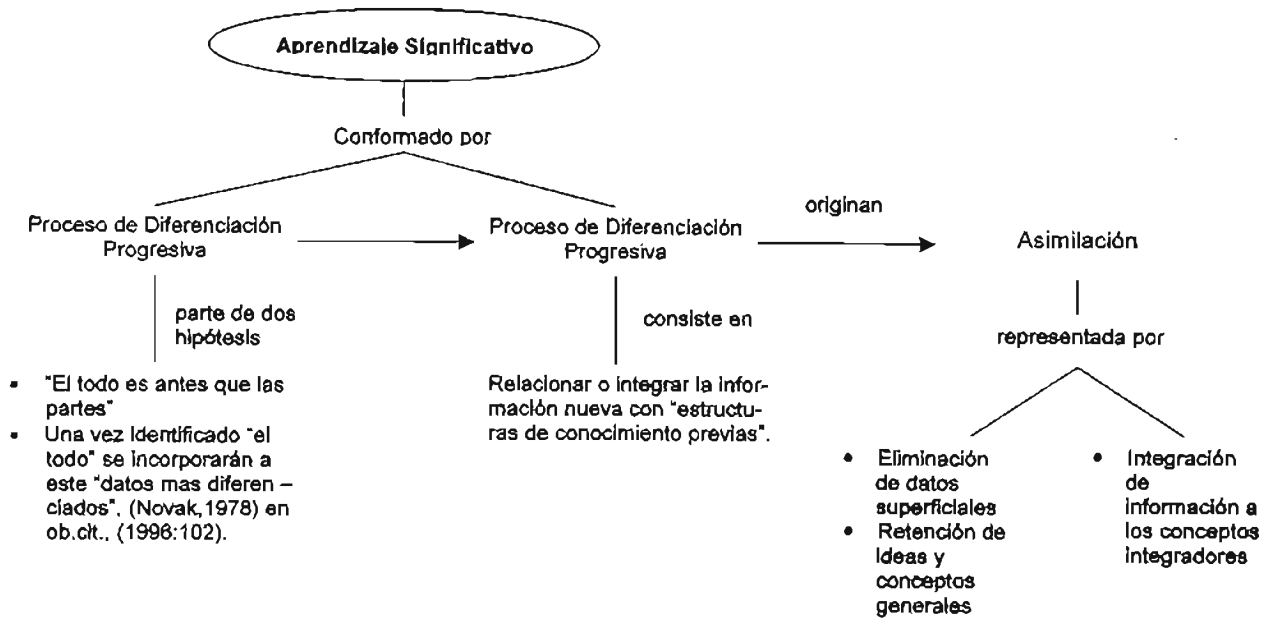 Aprendizaje Significativo
Conformado por
Proceso de Diferenciación
Progresiva
Proceso de Diferenciación
Progresiva
originan
Asimilación
parte de dos
hipótesis
consiste en
representada por
• "El todo es antes que las
partes"
• Una vez identificado "el
todo" se incorporarán a
este "datos mas diferen –
ciados", (Novak,1978) en
ob.cit., (1996:102).
Relacionar o integrar la infor-
mación nueva con "estructu-
ras de conocimiento previas".
• Eliminación
de datos
superficiales
• Retención de
ideas y
conceptos
generales
• Integración
de
información a
los conceptos
integradores